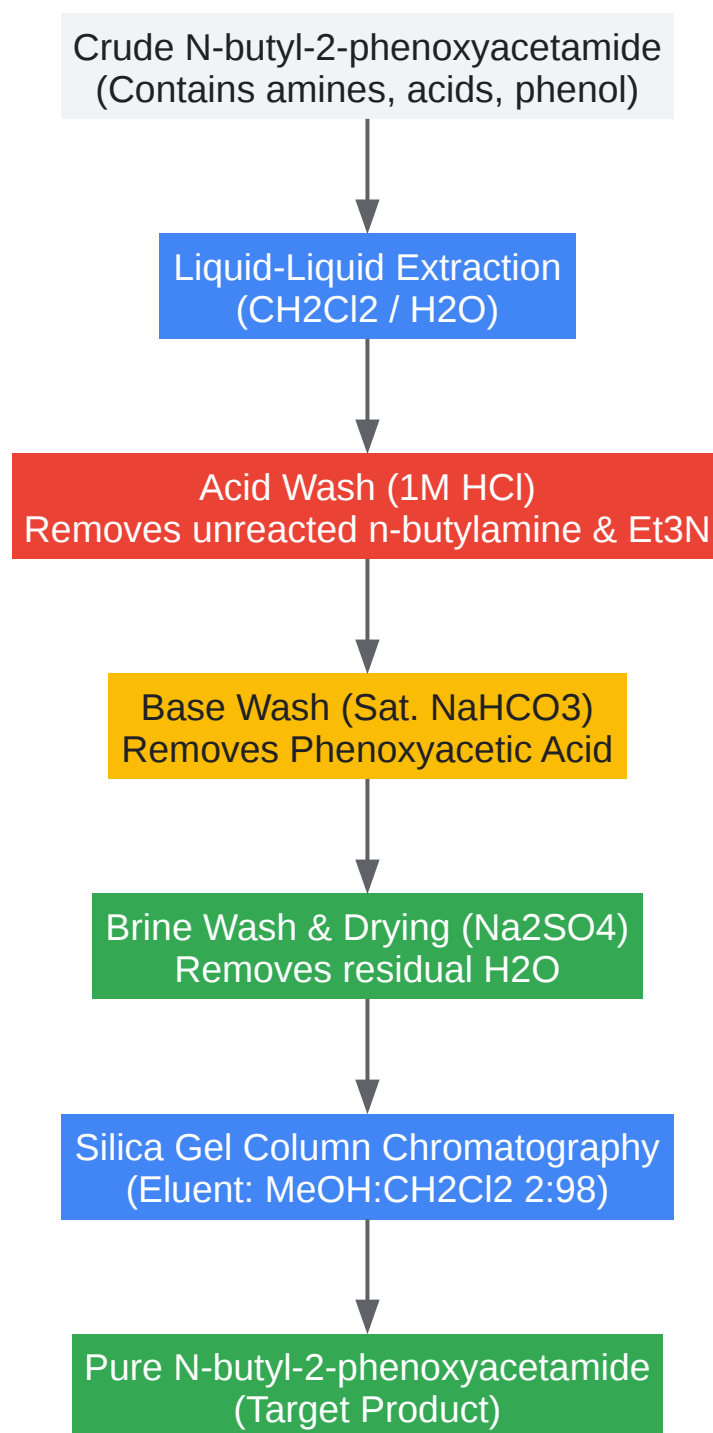 Crude N-butyl-2-phenoxyacetamide
(Contains amines, acids, phenol)
Liquid-Liquid Extraction
(CH2Cl2 / H2O)
Acid Wash (1M HCl)
Removes unreacted n-butylamine & Et3N
Base Wash (Sat. NaHCO3)
Removes Phenoxyacetic Acid
Brine Wash & Drying (Na2SO4)
Removes residual H2O
Silica Gel Column Chromatography
(Eluent: MeOH:CH2Cl2 2:98)
Pure N-butyl-2-phenoxyacetamide
(Target Product)